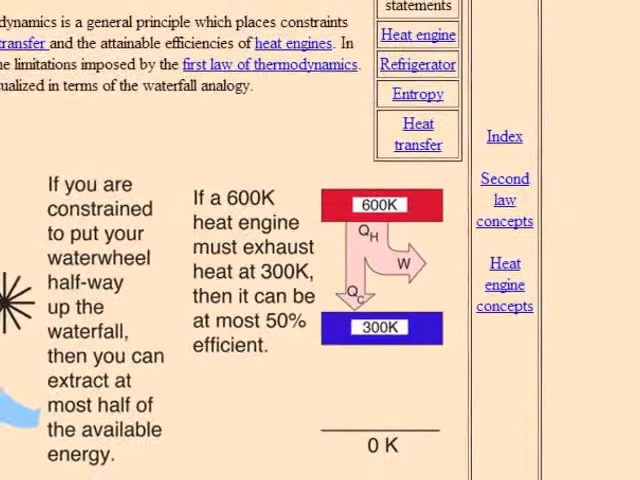 dynamics is a general principle which places constraints
transfer and the attainable efficiencies of heat engines. In
e limitations imposed by the first law of thermodynamics.
ualized in terms of the waterfall analogy.
statements
Heat engine
Refrigerator
Entropy
Heat
transfer
Index
Second
law
concepts
Heat
engine
concepts
If you are
constrained
to put your
waterwheel
half-way
up the
waterfall,
then you can
extract at
most half of
the available
energy.
If a 600K
heat engine
must exhaust
heat at 300K,
then it can be
at most 50%
efficient.
600K
QH
W
QC
300K
0 K